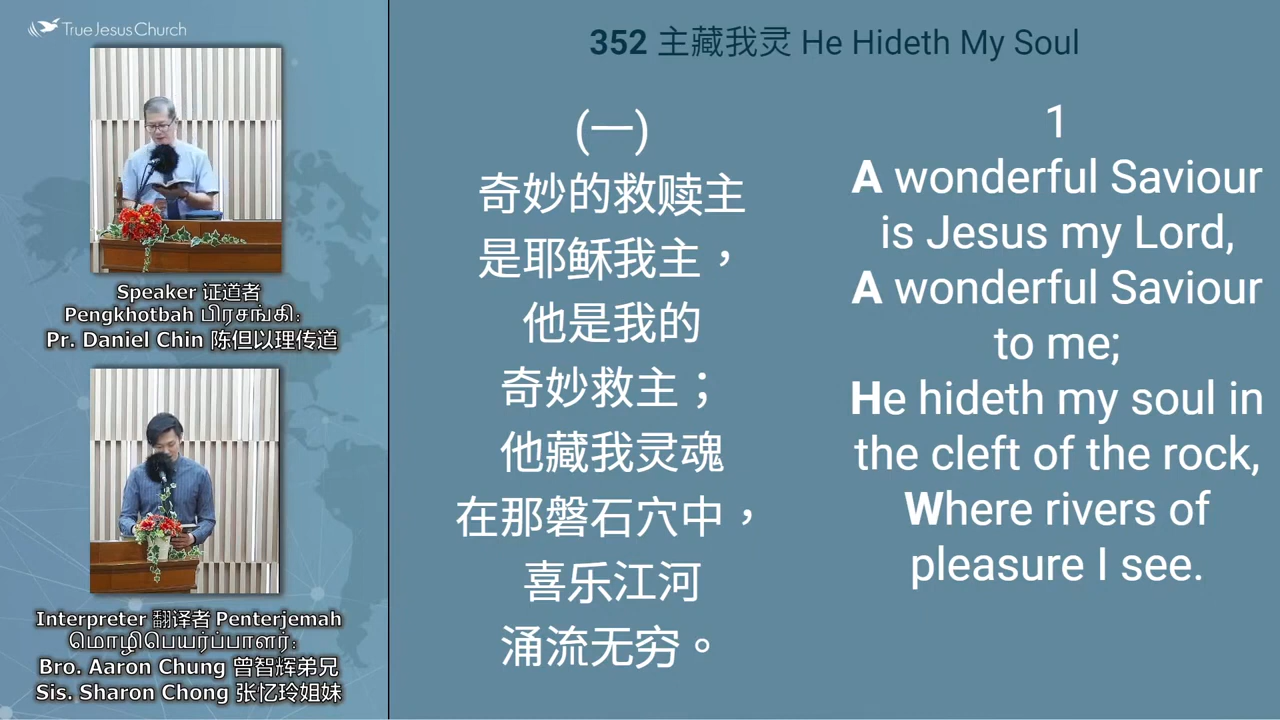 True Jesus Church
Speaker 证道者
Pengkhotbah பிரசங்கி:
Pr. Daniel Chin 陈但以理传道
Interpreter 翻译者 Penterjemah
மொழிபெயர்ப்பாளர்:
Bro. Aaron Chung 曾智辉弟兄
Sis. Sharon Chong 张忆玲姐妹
352 主藏我灵 He Hideth My Soul
(一)
奇妙的救赎主
是耶稣我主，
他是我的
奇妙救主；
他藏我灵魂
在那磐石穴中，
喜乐江河
涌流无穷。
1
A wonderful Saviour
is Jesus my Lord,
A wonderful Saviour
to me;
He hideth my soul in
the cleft of the rock,
Where rivers of
pleasure I see.